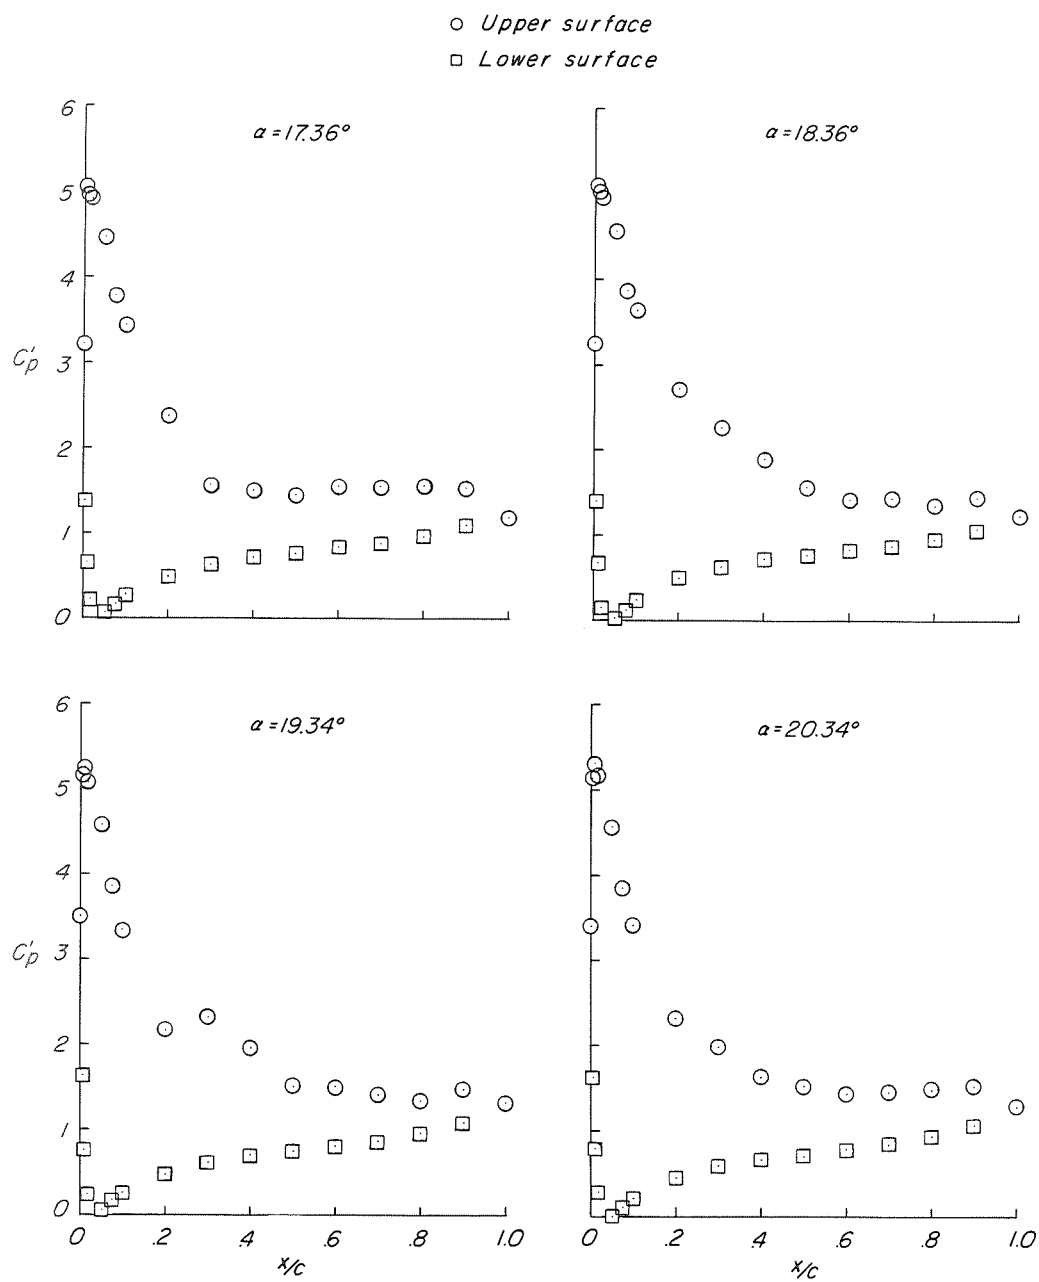 Upper surface
Lower surface
6
α = 17.36°
α = 18.36°
5
4
C'p 3
2
1
0
6
α = 19.34°
α = 20.34°
5
4
C'p 3
2
1
0
0 .2 .4 .6 .8 1.0
0 .2 .4 .6 .8 1.0
x/c
x/c